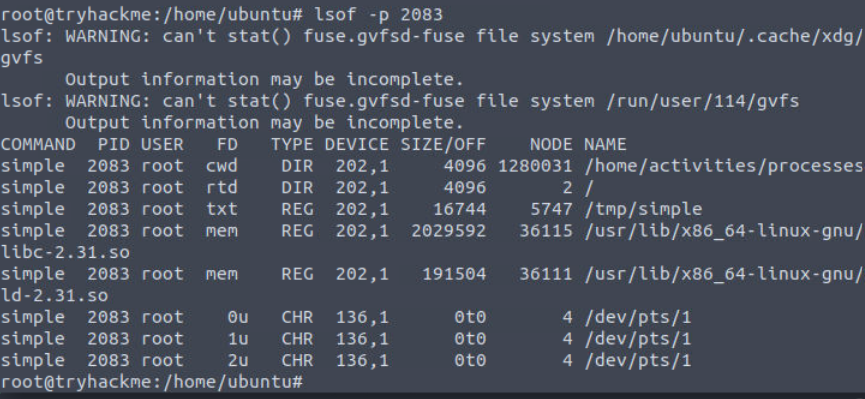 root@tryhackme:/home/ubuntu# lsof -p 2083
lsof: WARNING: can't stat() fuse.gvfsd-fuse file system /home/ubuntu/.cache/xdg/
gvfs
      Output information may be incomplete.
lsof: WARNING: can't stat() fuse.gvfsd-fuse file system /run/user/114/gvfs
      Output information may be incomplete.
COMMAND  PID USER   FD   TYPE DEVICE SIZE/OFF    NODE NAME
simple  2083 root  cwd    DIR  202,1     4096 1280031 /home/activities/processes
simple  2083 root  rtd    DIR  202,1     4096       2 /
simple  2083 root  txt    REG  202,1    16744    5747 /tmp/simple
simple  2083 root  mem    REG  202,1  2029592   36115 /usr/lib/x86_64-linux-gnu/
libc-2.31.so
simple  2083 root  mem    REG  202,1   191504   36111 /usr/lib/x86_64-linux-gnu/
ld-2.31.so
simple  2083 root    0u   CHR  136,1      0t0       4 /dev/pts/1
simple  2083 root    1u   CHR  136,1      0t0       4 /dev/pts/1
simple  2083 root    2u   CHR  136,1      0t0       4 /dev/pts/1
root@tryhackme:/home/ubuntu#